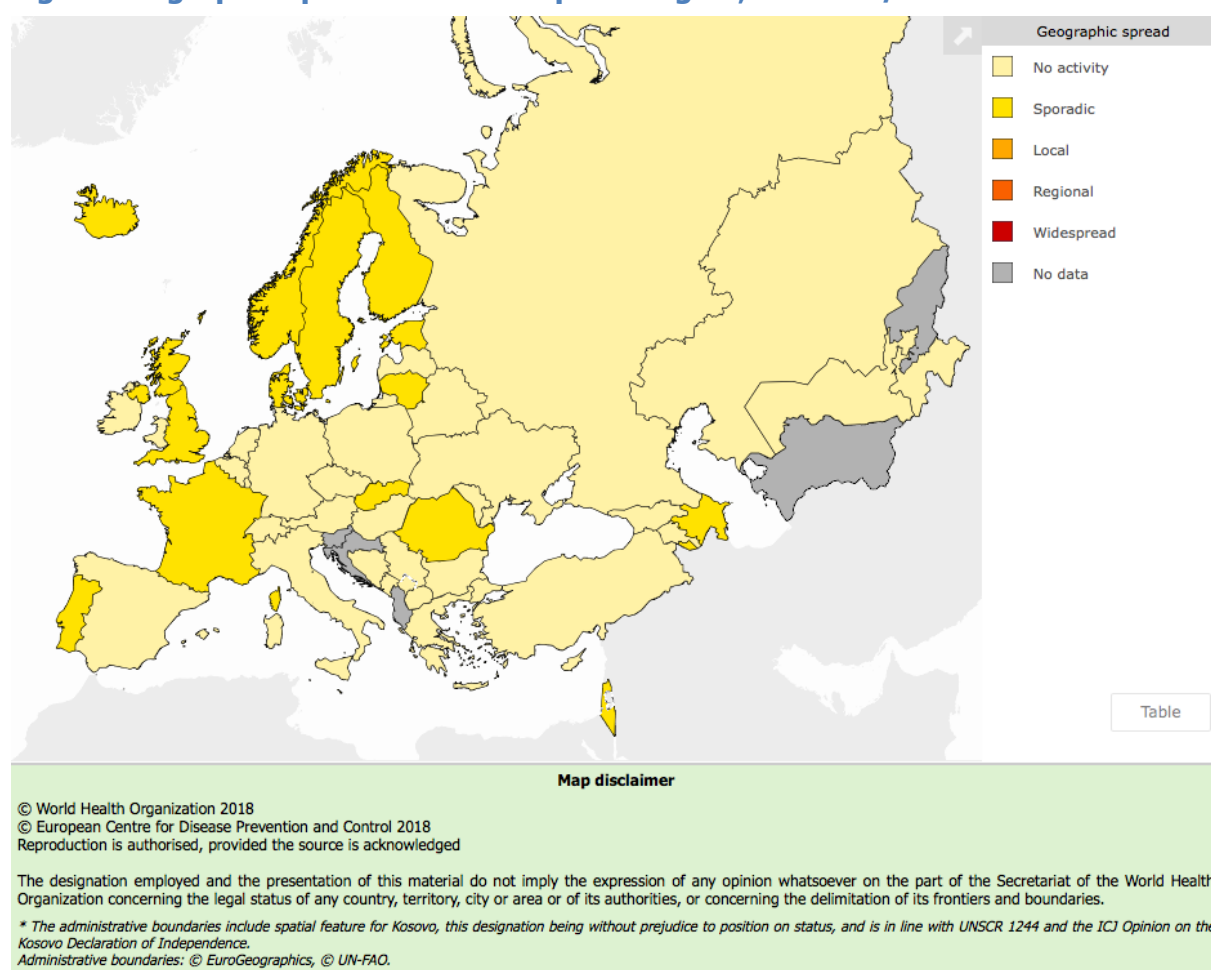 Geographic spread
No activity
Sporadic
Local
Regional
Widespread
No data
Table
Map disclaimer
© World Health Organization 2018
© European Centre for Disease Prevention and Control 2018
Reproduction is authorised, provided the source is acknowledged
The designation employed and the presentation of this material do not imply the expression of any opinion whatsoever on the part of the Secretariat of the World Health
Organization concerning the legal status of any country, territory, city or area or of its authorities, or concerning the delimitation of its frontiers and boundaries.
* The administrative boundaries include spatial feature for Kosovo, this designation being without prejudice to position on status, and is in line with UNSCR 1244 and the ICJ Opinion on the
Kosovo Declaration of Independence.
Administrative boundaries: © EuroGeographics, © UN-FAO.